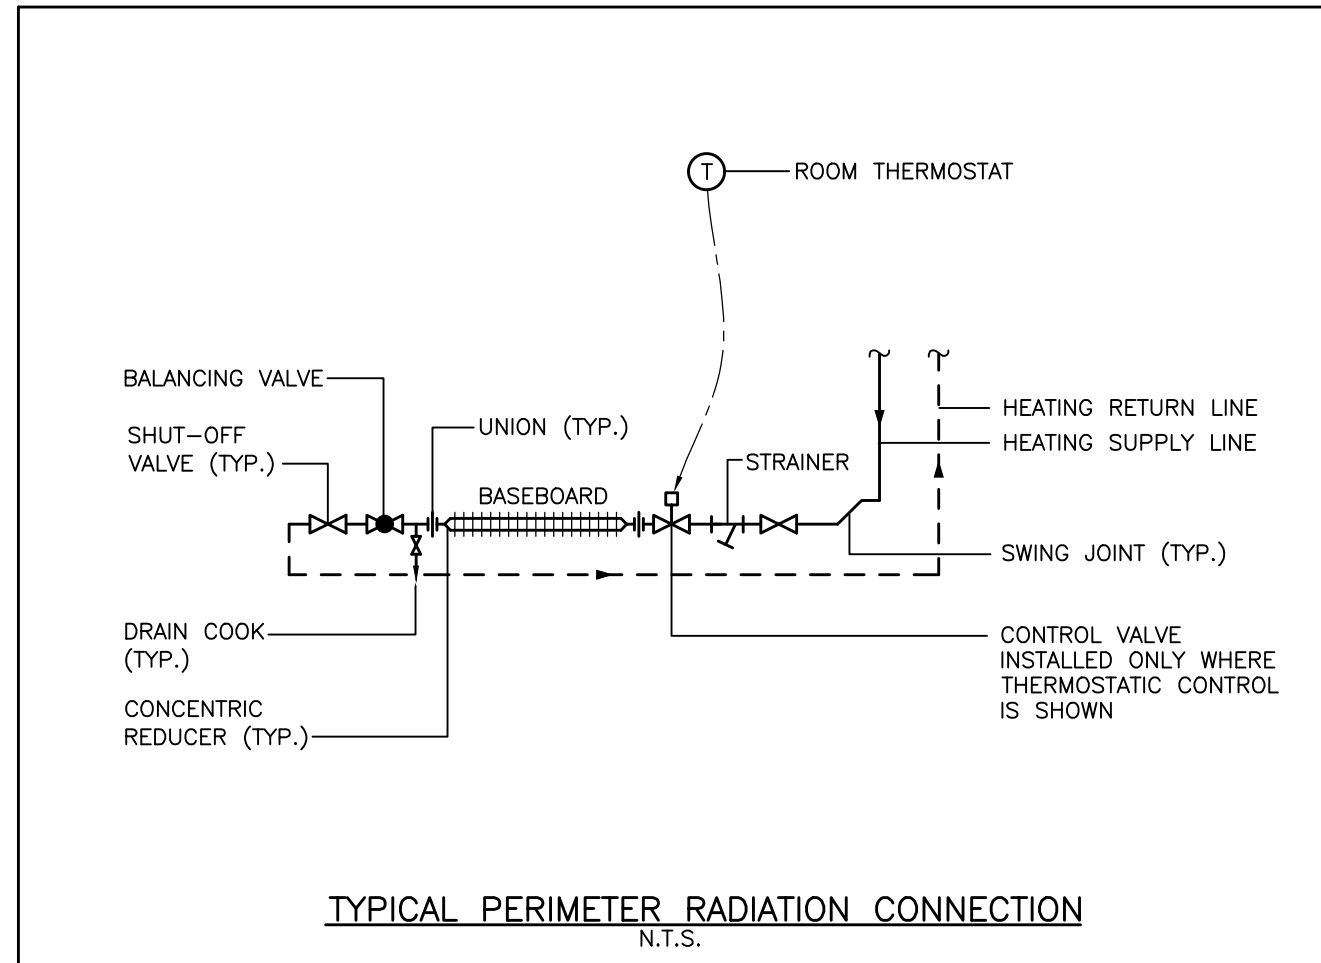 T
ROOM THERMOSTAT
BALANCING VALVE
SHUT-OFF
VALVE (TYP.)
UNION (TYP.)
STRAINER
BASEBOARD
HEATING RETURN LINE
HEATING SUPPLY LINE
SWING JOINT (TYP.)
DRAIN COOK
(TYP.)
CONCENTRIC
REDUCER (TYP.)
CONTROL VALVE
INSTALLED ONLY WHERE
THERMOSTATIC CONTROL
IS SHOWN
TYPICAL PERIMETER RADIATION CONNECTION
N.T.S.